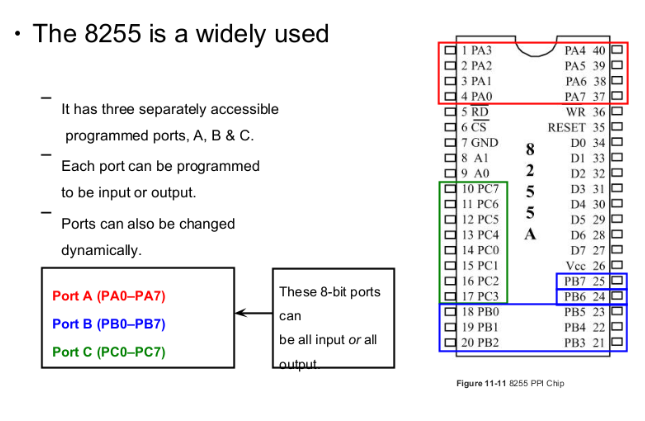 • The 8255 is a widely used
– It has three separately accessible
programmed ports, A, B & C.
– Each port can be programmed
to be input or output.
– Ports can also be changed
dynamically.
Port A (PA0–PA7)
Port B (PB0–PB7)
Port C (PC0–PC7)
These 8-bit ports
can
be all input or all
output.
1 PA3 PA4 40
2 PA2 PA5 39
3 PA1 PA6 38
4 PA0 PA7 37
5 RD WR 36
6 CS RESET 35
7 GND D0 34
8 A1 D1 33
9 A0 D2 32
10 PC7 D3 31
11 PC6 D4 30
12 PC5 D5 29
13 PC4 D6 28
14 PC0 D7 27
15 PC1 Vcc 26
16 PC2 PB7 25
17 PC3 PB6 24
18 PB0 PB5 23
19 PB1 PB4 22
20 PB2 PB3 21
8
2
5
5
A
Figure 11-11 8255 PPI Chip